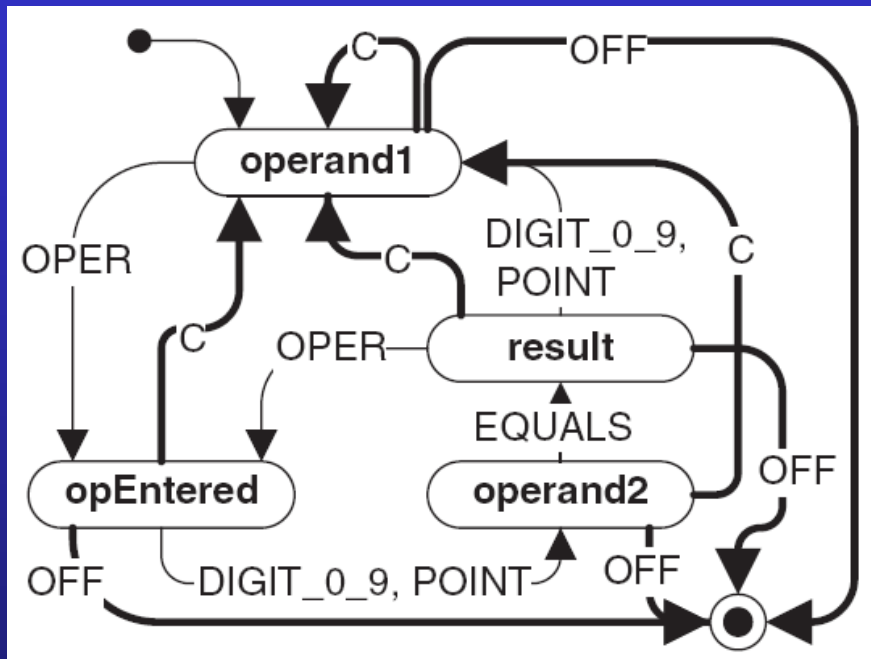 C
OFF
operand1
OPER
DIGIT_0_9,
POINT
C
C
C
OPER
result
EQUALS
opEntered
operand2
OFF
OFF
DIGIT_0_9, POINT
OFF